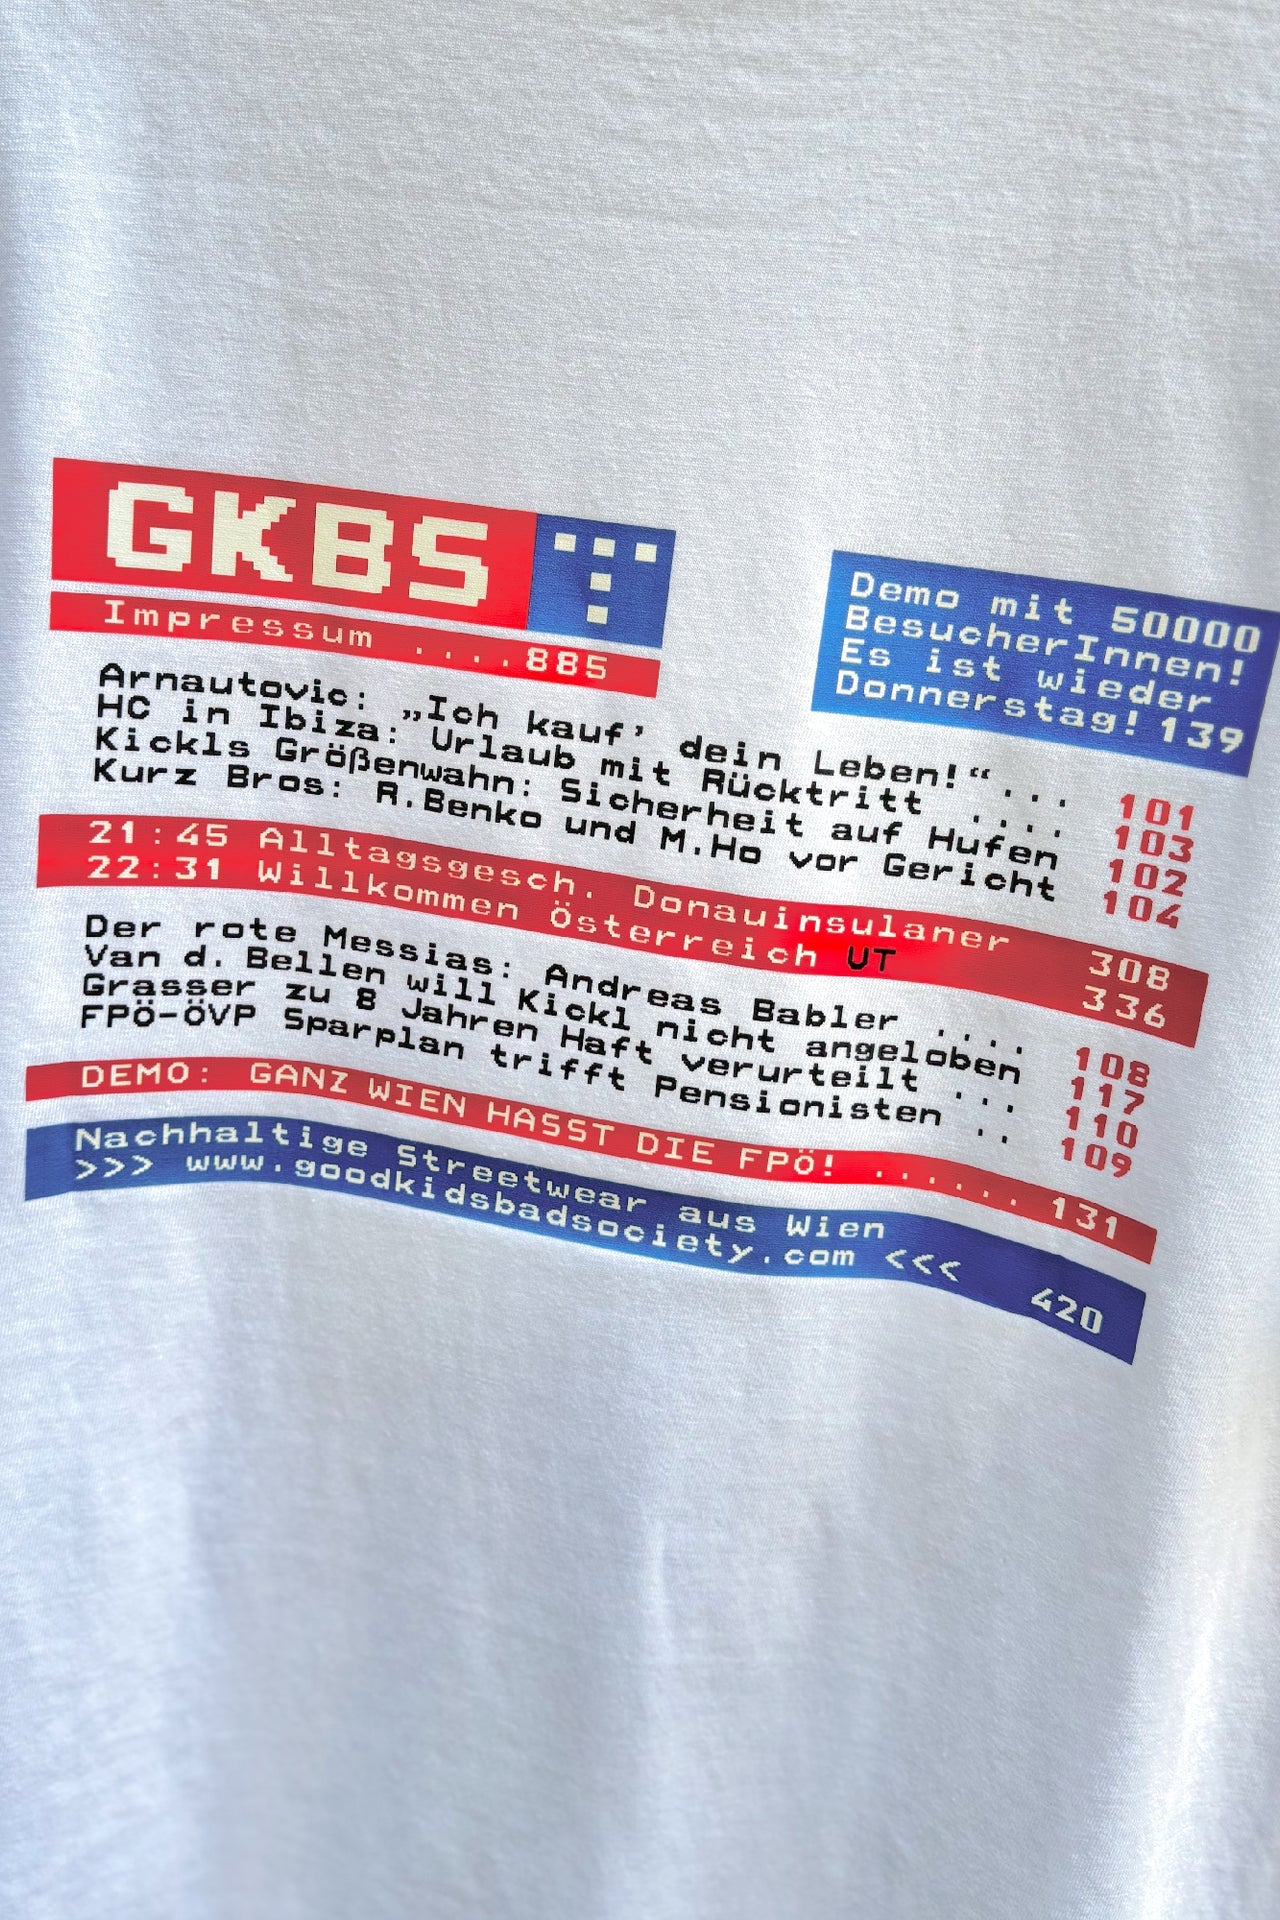 GKBS
Impressum ....885
Demo mit 50000
BesucherInnen!
Es ist wieder
Donnerstag! 139
Arnautovic: „Ich kauf’ dein Leben!“ ... 101
HC in Ibiza: Urlaub mit Rücktritt .... 103
Kickls Größenwahn: Sicherheit auf Hufen 102
Kurz Bros: R.Benko und M.Ho vor Gericht 104
21:45 Alltagsgesch. Donauinsulaner 308
22:31 Willkommen Österreich UT 336
Der rote Messias: Andreas Babler .... 108
Van d. Bellen will Kickl nicht angeloben 117
Grasser zu 8 Jahren Haft verurteilt ... 110
FPÖ-ÖVP Sparplan trifft Pensionisten .. 109
DEMO: GANZ WIEN HASST DIE FPÖ! ...... 131
Nachhaltige Streetwear aus Wien
>>> www.goodkidsbadsociety.com <<< 420